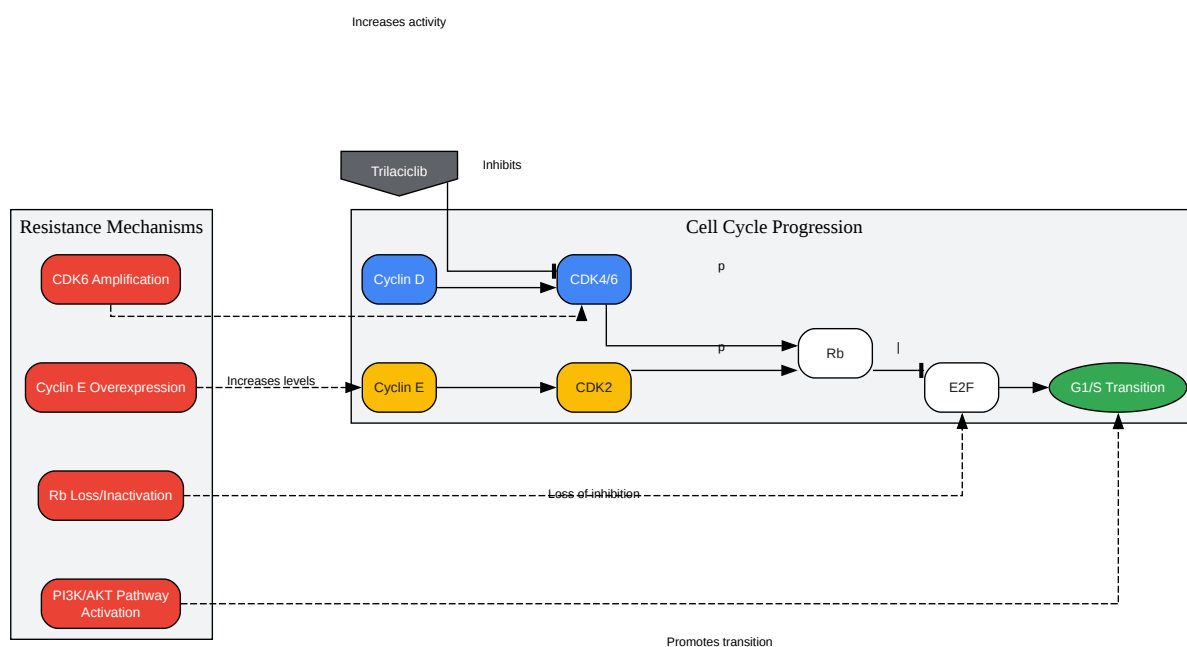 Increases activity
Trilaciclib
Inhibits
Resistance Mechanisms
Cell Cycle Progression
CDK6 Amplification
Cyclin D
CDK4/6
p
p
Rb
|
Cyclin E Overexpression
Increases levels
Cyclin E
CDK2
E2F
G1/S Transition
Rb Loss/Inactivation
Loss of inhibition
PI3K/AKT Pathway
Activation
Promotes transition